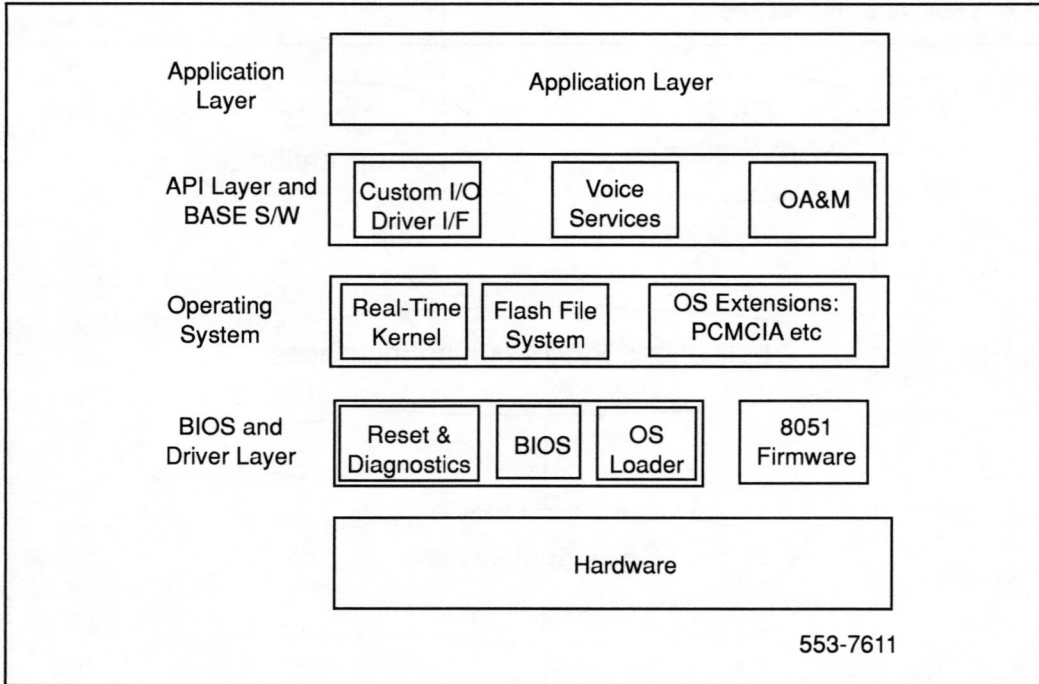 Application
Layer
Application Layer
API Layer and
BASE S/W
Custom I/O
Driver I/F
Voice
Services
OA&M
Operating
System
Real-Time
Kernel
Flash File
System
OS Extensions:
PCMCIA etc
BIOS and
Driver Layer
Reset &
Diagnostics
BIOS
OS
Loader
8051
Firmware
Hardware
553-7611